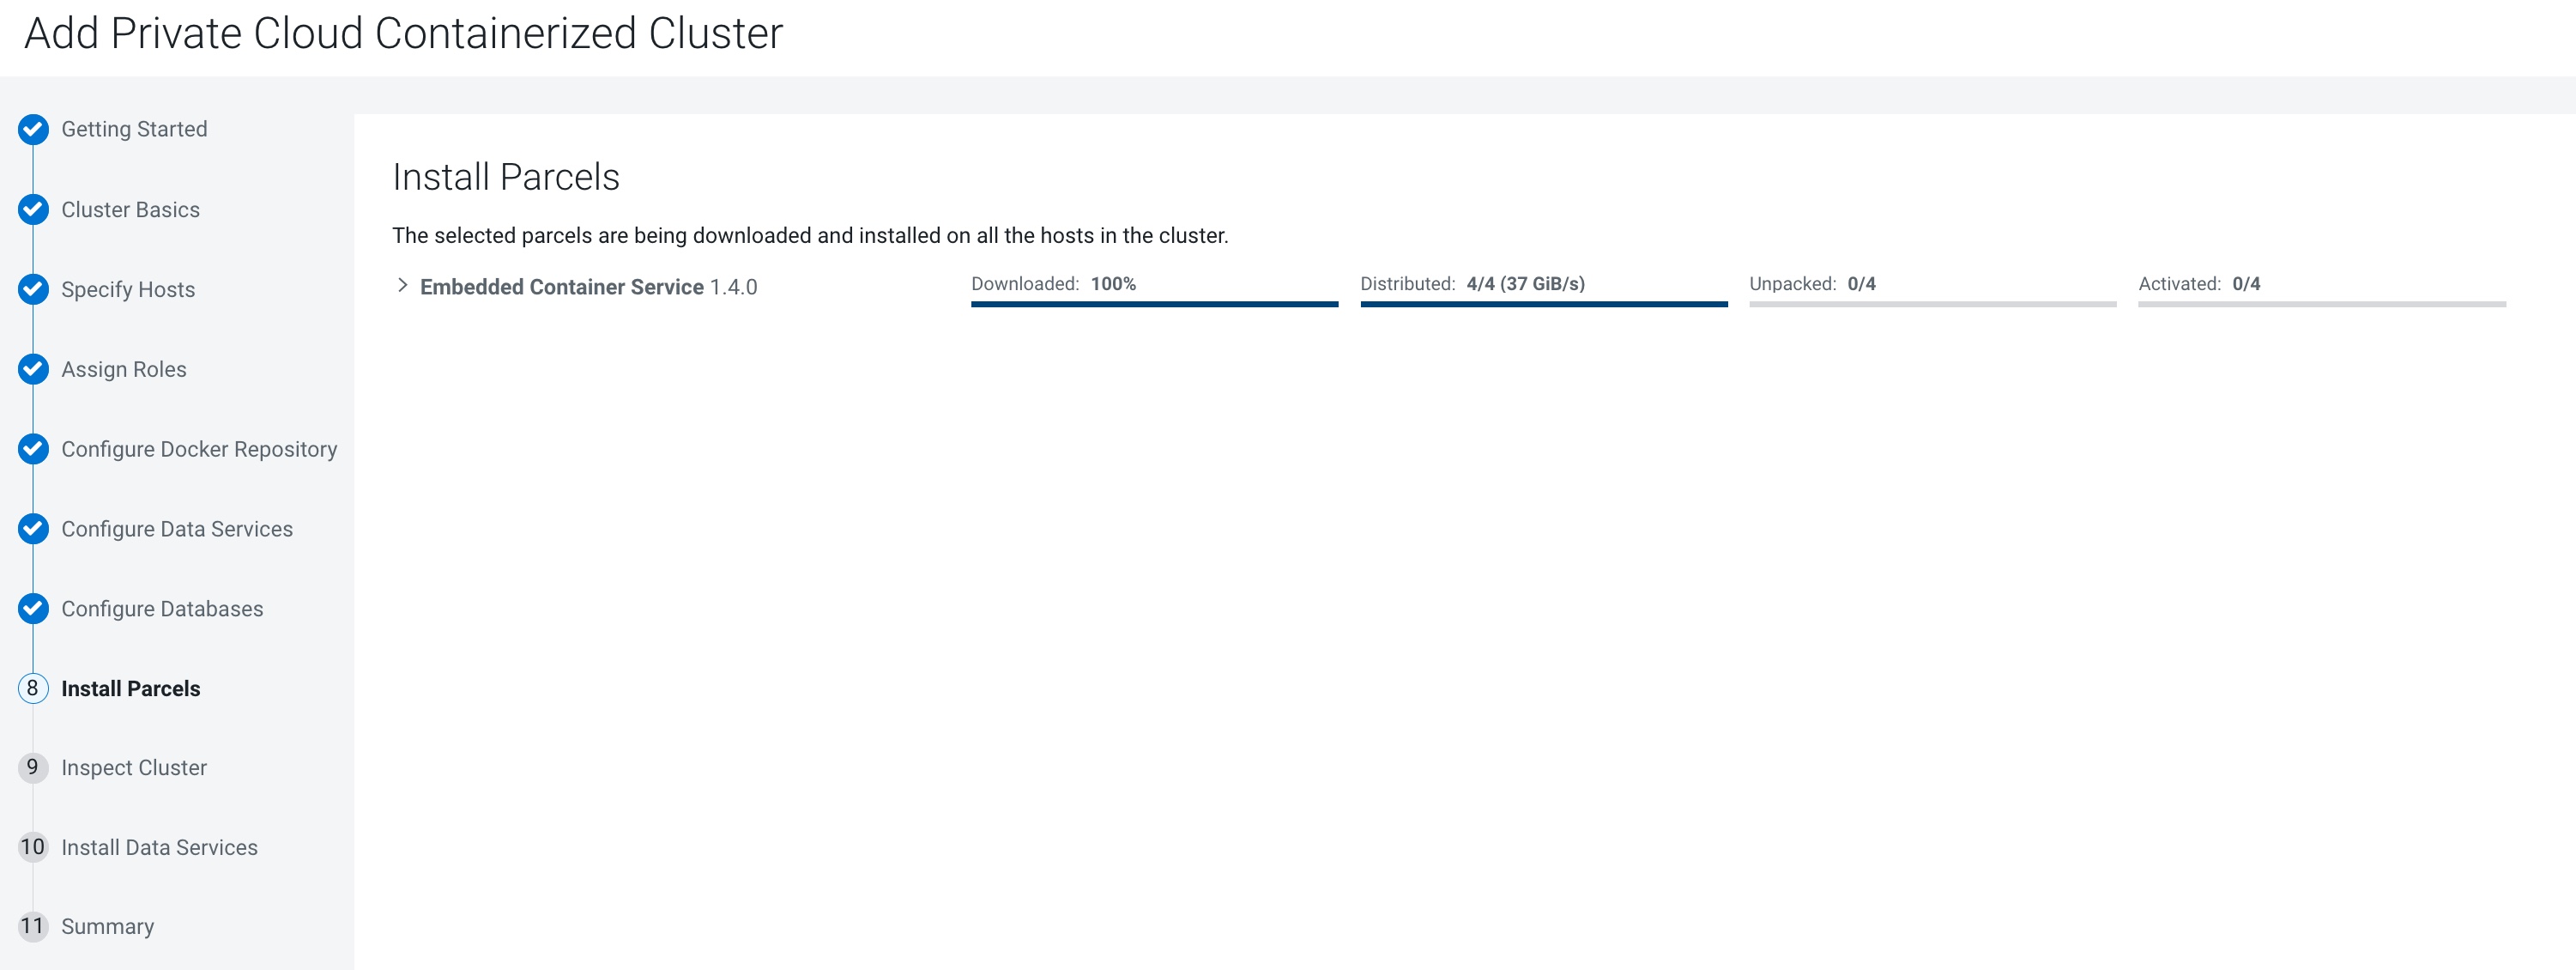 Add Private Cloud Containerized Cluster
Getting Started
Cluster Basics
Specify Hosts
Assign Roles
Configure Docker Repository
Configure Data Services
Configure Databases
8 Install Parcels
9 Inspect Cluster
10 Install Data Services
11 Summary
Install Parcels
The selected parcels are being downloaded and installed on all the hosts in the cluster.
Embedded Container Service 1.4.0 Downloaded: 100% Distributed: 4/4 (37 GiB/s) Unpacked: 0/4 Activated: 0/4